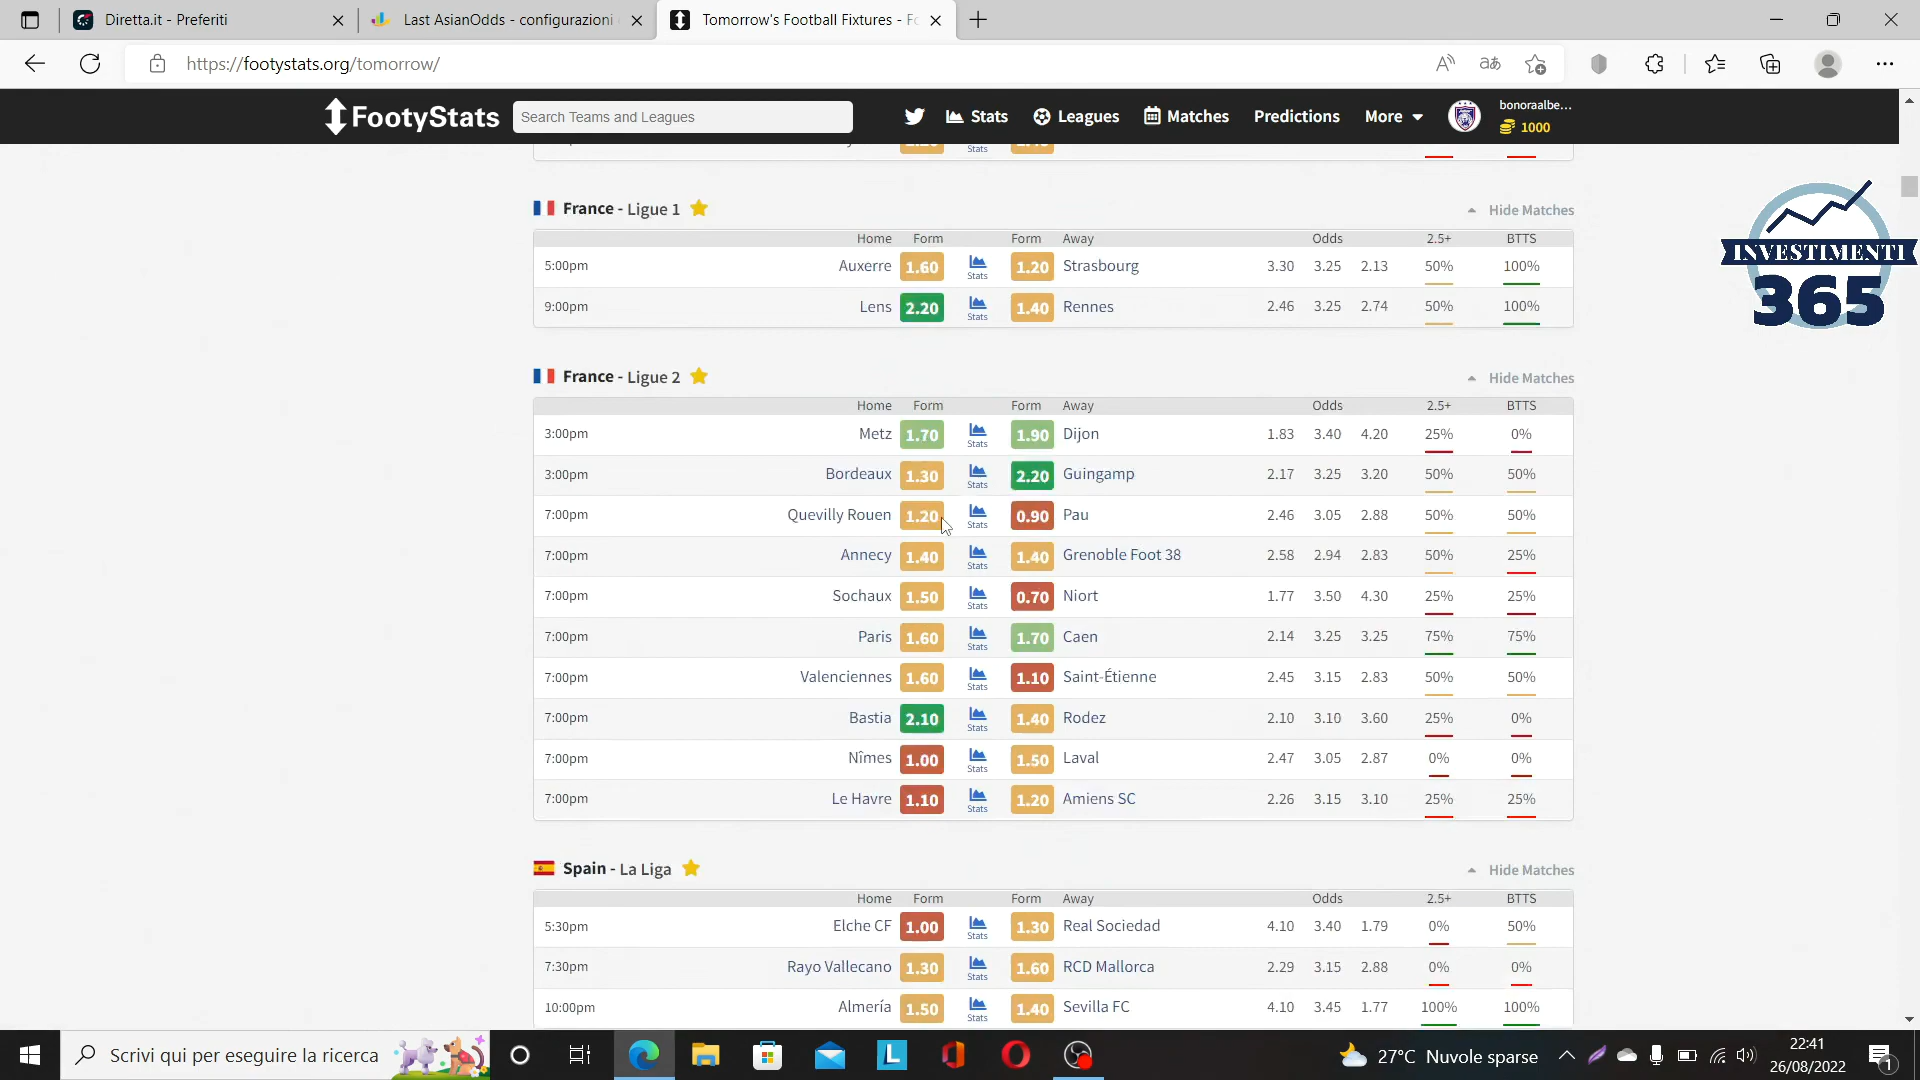 Diretta.it - Preferiti
Last AsianOdds - configurazioni
Tomorrow's Football Fixtures - Fo
https://footystats.org/tomorrow/
FootyStats
Search Teams and Leagues
Stats
Leagues
Matches
Predictions
More
bonoraalbe...
1000
Stats
INVESTIMENTI
365
France - Ligue 1
Hide Matches
Home Form Form Away Odds 2.5+ BTTS
5:00pm Auxerre 1.60 Stats 1.20 Strasbourg 3.30 3.25 2.13 50% 100%
9:00pm Lens 2.20 Stats 1.40 Rennes 2.46 3.25 2.74 50% 100%
France - Ligue 2
Hide Matches
Home Form Form Away Odds 2.5+ BTTS
3:00pm Metz 1.70 Stats 1.90 Dijon 1.83 3.40 4.20 25% 0%
3:00pm Bordeaux 1.30 Stats 2.20 Guingamp 2.17 3.25 3.20 50% 50%
7:00pm Quevilly Rouen 1.20 Stats 0.90 Pau 2.46 3.05 2.88 50% 50%
7:00pm Annecy 1.40 Stats 1.40 Grenoble Foot 38 2.58 2.94 2.83 50% 25%
7:00pm Sochaux 1.50 Stats 0.70 Niort 1.77 3.50 4.30 25% 25%
7:00pm Paris 1.60 Stats 1.70 Caen 2.14 3.25 3.25 75% 75%
7:00pm Valenciennes 1.60 Stats 1.10 Saint-Étienne 2.45 3.15 2.83 50% 50%
7:00pm Bastia 2.10 Stats 1.40 Rodez 2.10 3.10 3.60 25% 0%
7:00pm Nîmes 1.00 Stats 1.50 Laval 2.47 3.05 2.87 0% 0%
7:00pm Le Havre 1.10 Stats 1.20 Amiens SC 2.26 3.15 3.10 25% 25%
Spain - La Liga
Hide Matches
Home Form Form Away Odds 2.5+ BTTS
5:30pm Elche CF 1.00 Stats 1.30 Real Sociedad 4.10 3.40 1.79 0% 50%
7:30pm Rayo Vallecano 1.30 Stats 1.60 RCD Mallorca 2.29 3.15 2.88 0% 0%
10:00pm Almería 1.50 Stats 1.40 Sevilla FC 4.10 3.45 1.77 100% 100%
Scrivi qui per eseguire la ricerca
27°C Nuvole sparse
22:41
26/08/2022
1